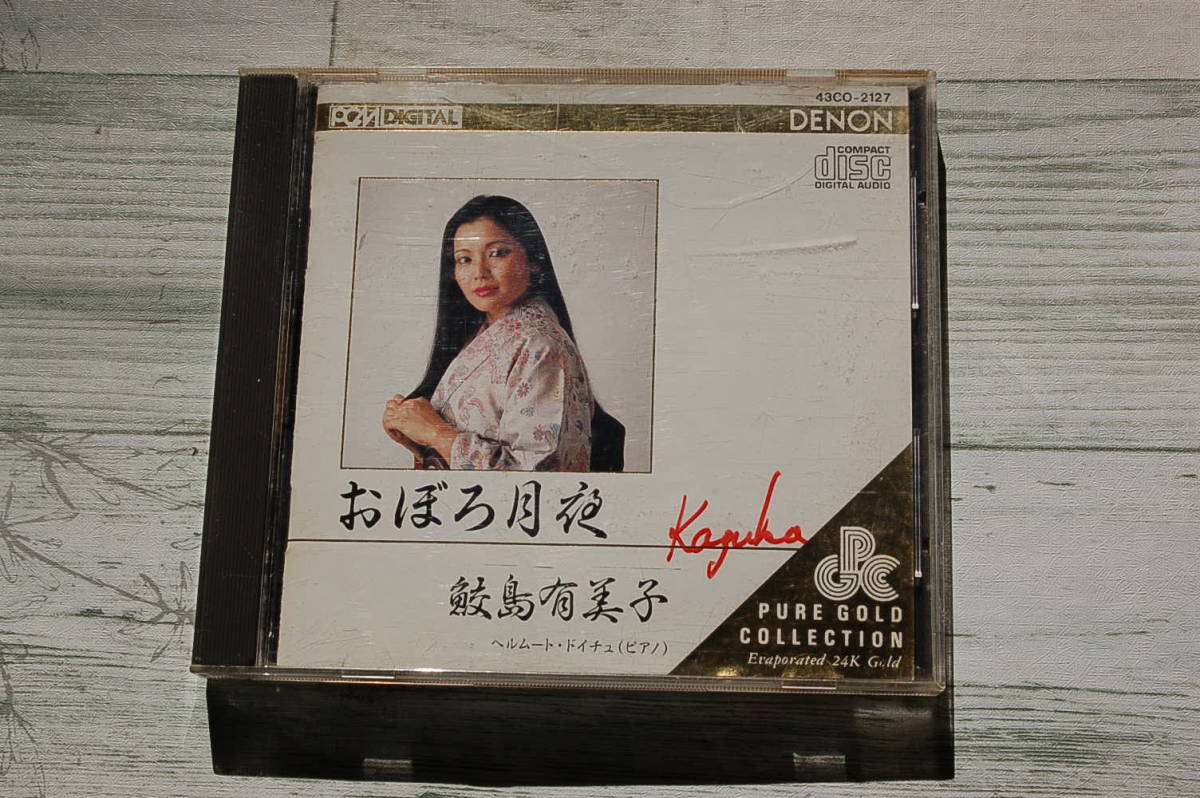 43CO-2127
PCM DIGITAL
DENON
COMPACT
disc
DIGITAL AUDIO
おぼろ月夜
Kazuka
鮫島有美子
ヘルムート・ドイチュ(ピアノ)
PGC
PURE GOLD
COLLECTION
Evaporated 24K Gold